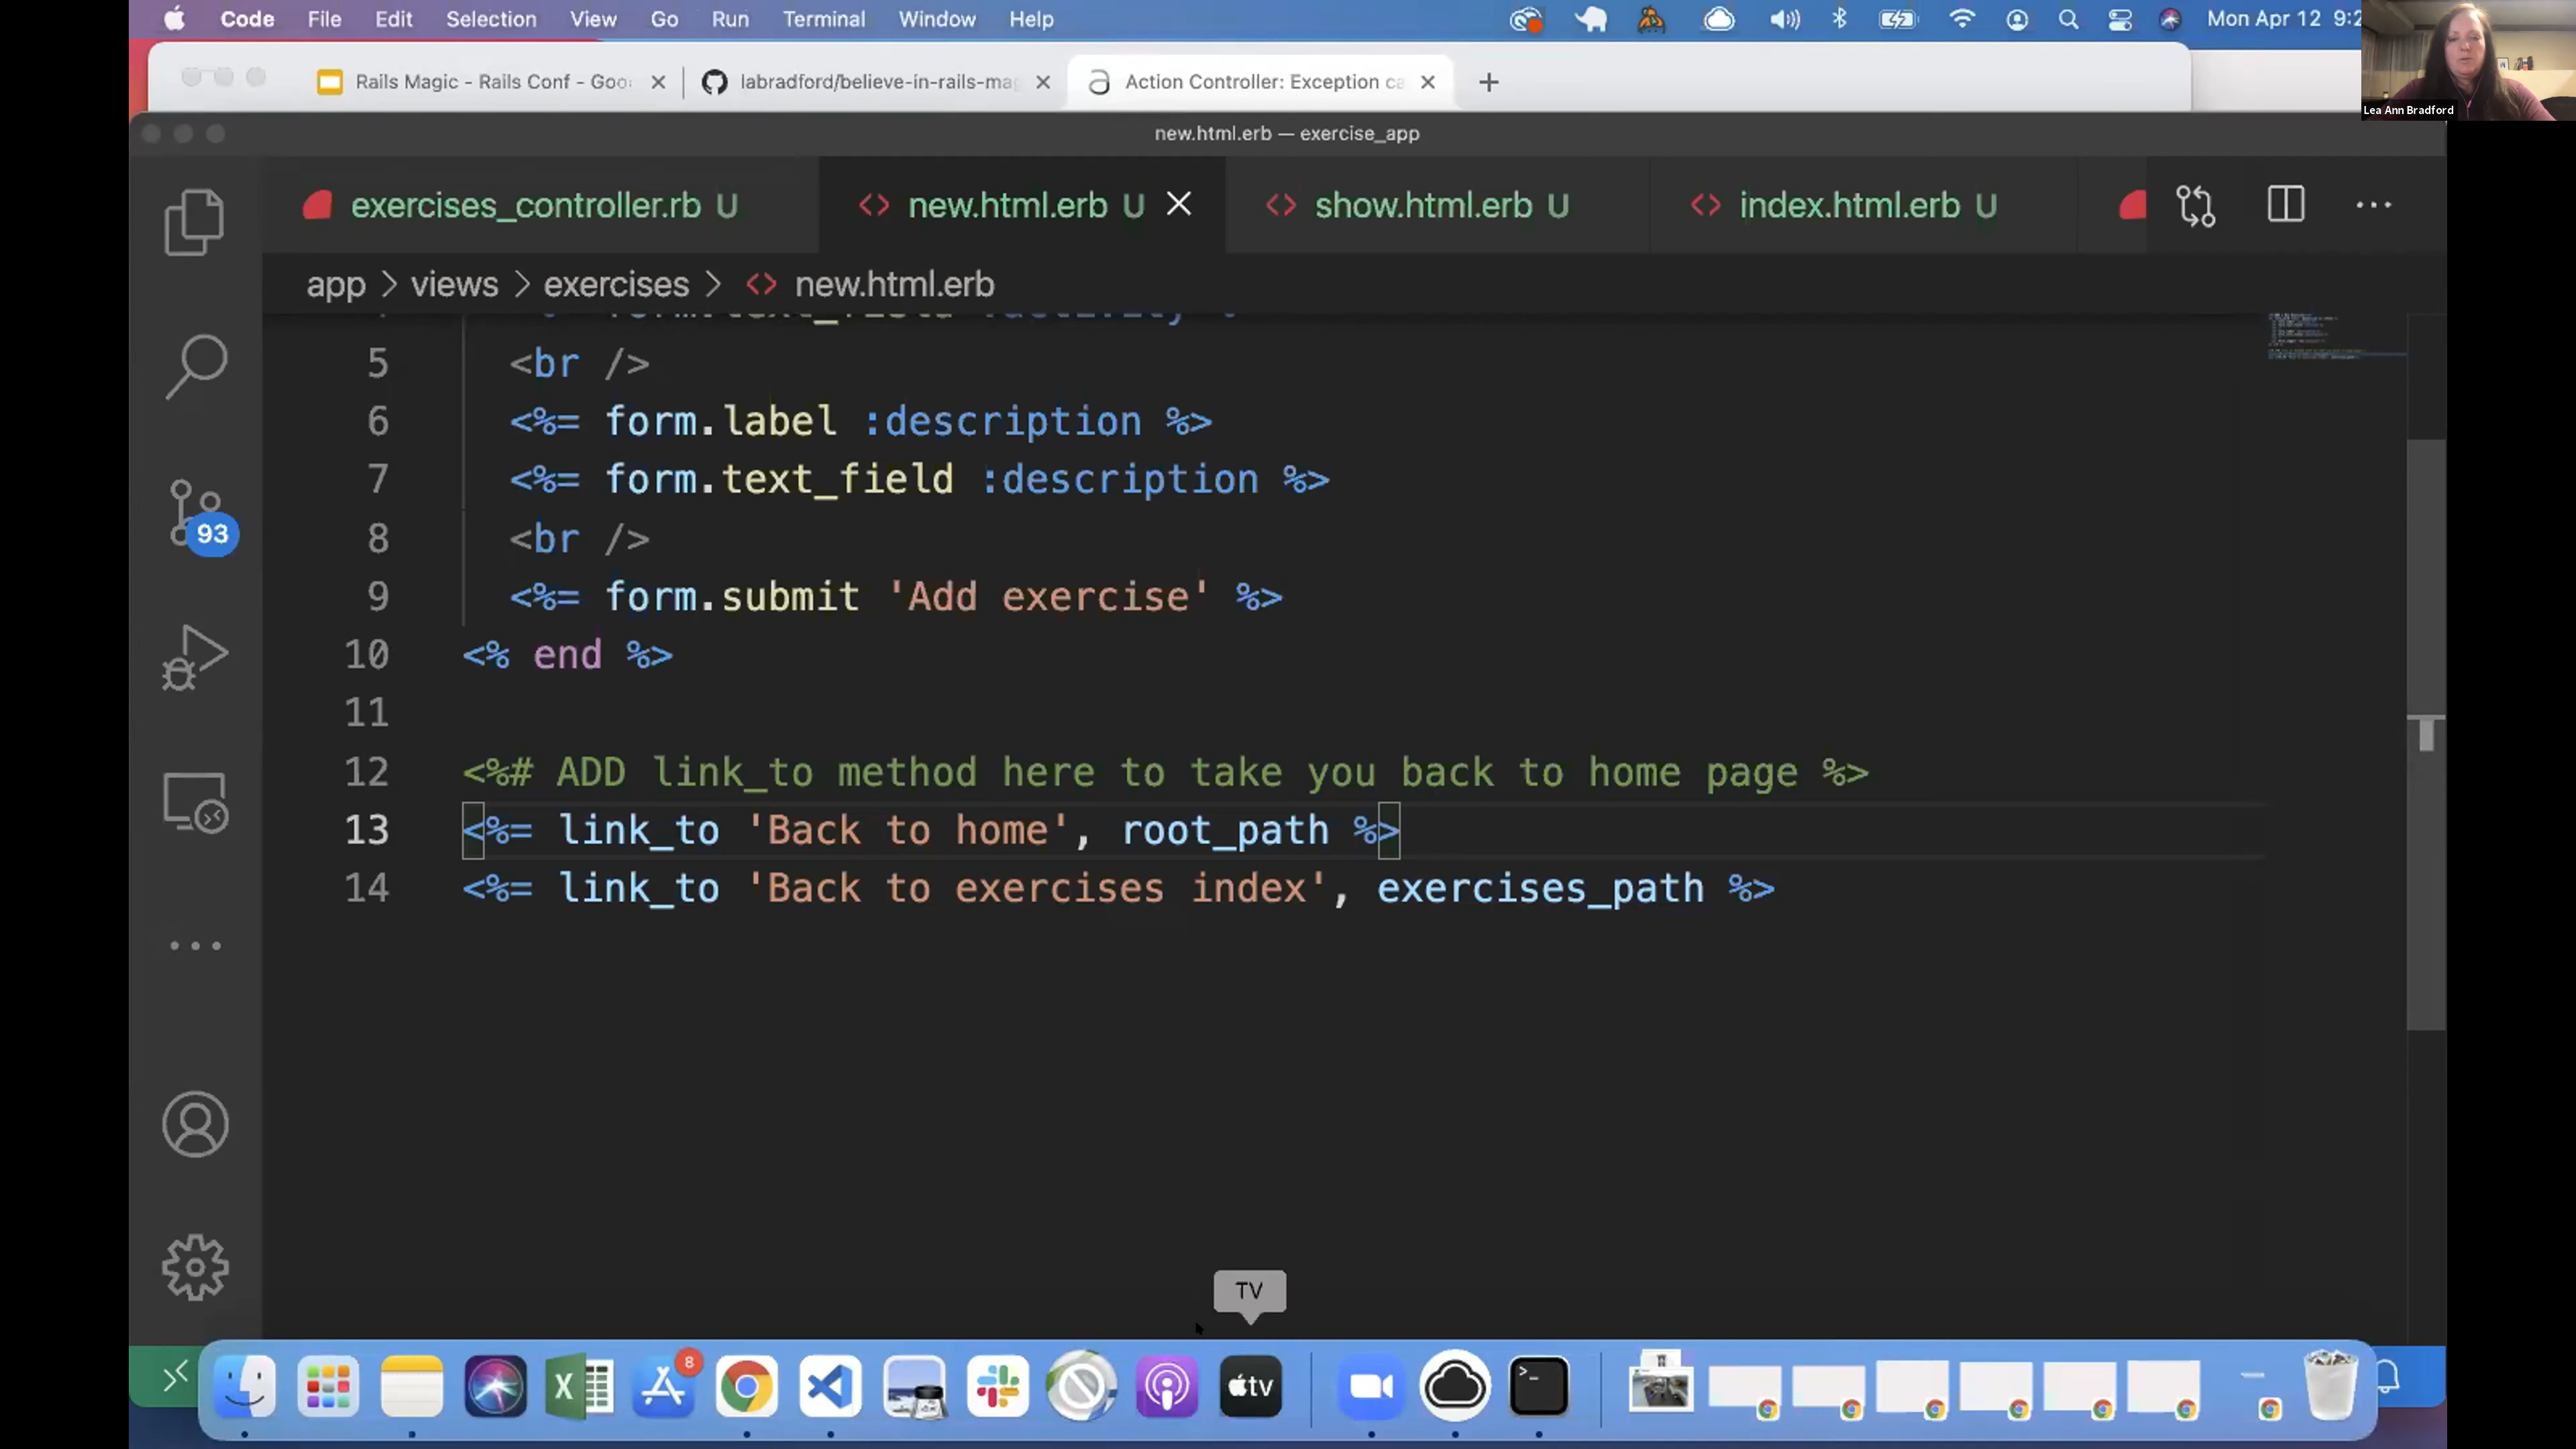 Code File Edit Selection View Go Run Terminal Window Help Mon Apr 12 9:2
Rails Magic - Rails Conf - Goo
labradford/believe-in-rails-mag
Action Controller: Exception ca
Lea Ann Bradford
new.html.erb — exercise_app
exercises_controller.rb U
new.html.erb U
show.html.erb U
index.html.erb U
app > views > exercises > <> new.html.erb
5 <br />
6 <%= form.label :description %>
7 <%= form.text_field :description %>
8 <br />
9 <%= form.submit 'Add exercise' %>
10 <% end %>
11
12 <%# ADD link_to method here to take you back to home page %>
13 <%= link_to 'Back to home', root_path %>
14 <%= link_to 'Back to exercises index', exercises_path %>
93
TV
8
tv